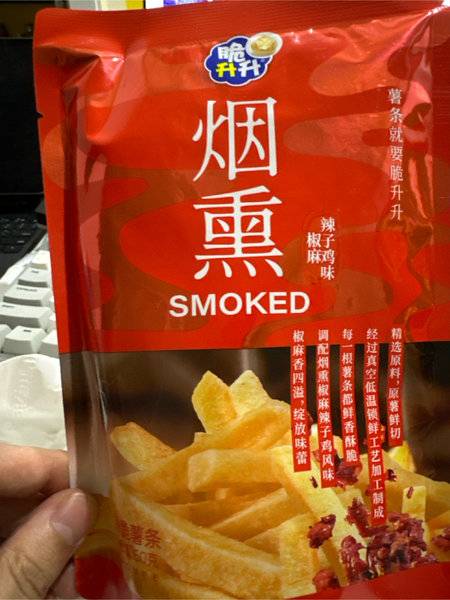 脆
升升
烟熏
SMOKED
薯条就要脆升升
椒麻
辣子鸡味
精选原料,原薯鲜切
经过真空低温锁鲜工艺加工制成
每一根薯条都鲜香酥脆
调配烟熏椒麻辣子鸡风味
椒麻香四溢,绽放味蕾
薯条